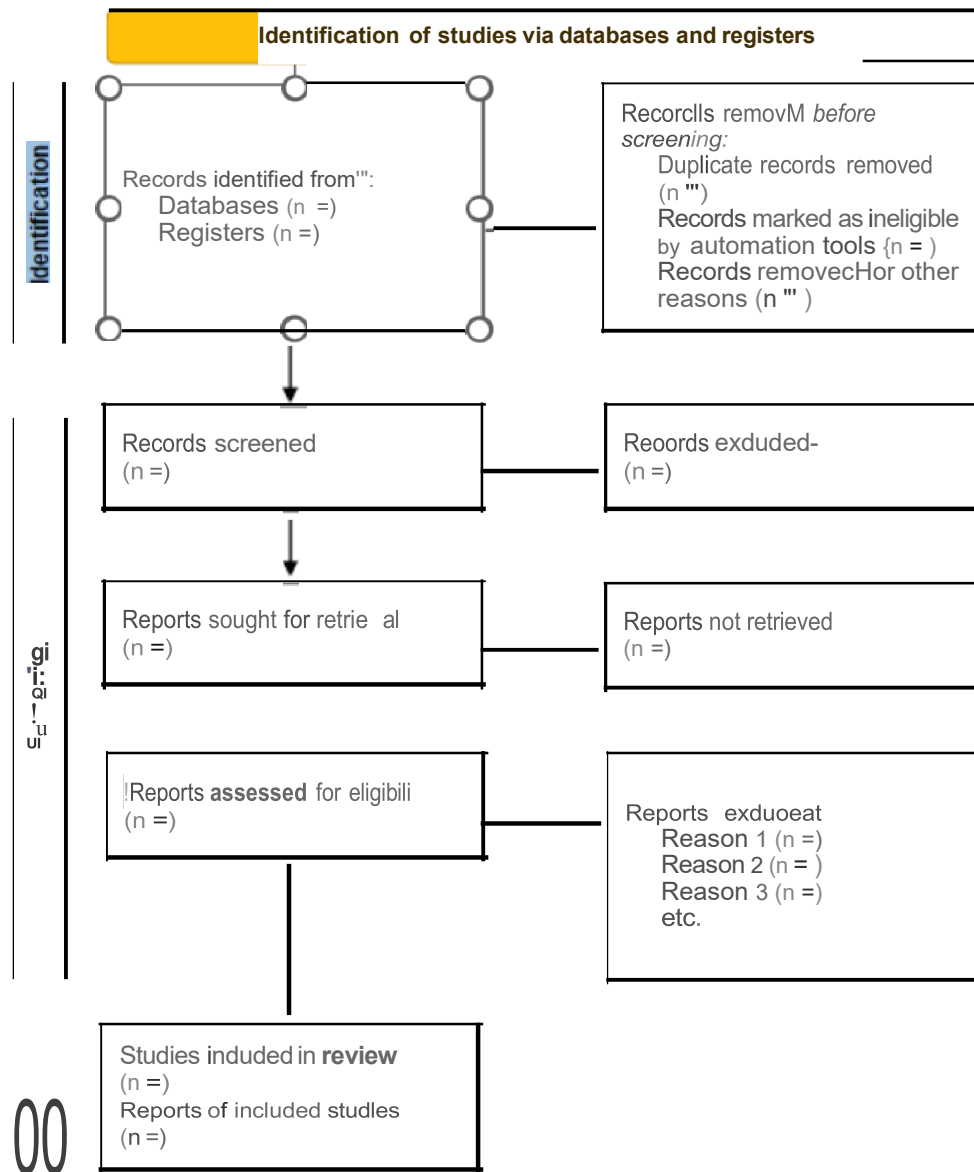 Identification of studies via databases and registers
Identification
Records identified from'":
Databases (n =)
Registers (n =)
Recorclls removM before
screening:
Duplicate records removed
(n '")
Records marked as ineligible
by automation tools {n = )
Records removecHor other
reasons (n '" )
Records screened
(n =)
Reoords exduded-
(n =)
Reports sought for retrie al
(n =)
Reports not retrieved
(n =)
!Reports assessed for eligibili
(n =)
Reports exduoeat
Reason 1 (n =)
Reason 2 (n = )
Reason 3 (n =)
etc.
Studies induded in review
(n =)
Reports of included studles
(n =)
00